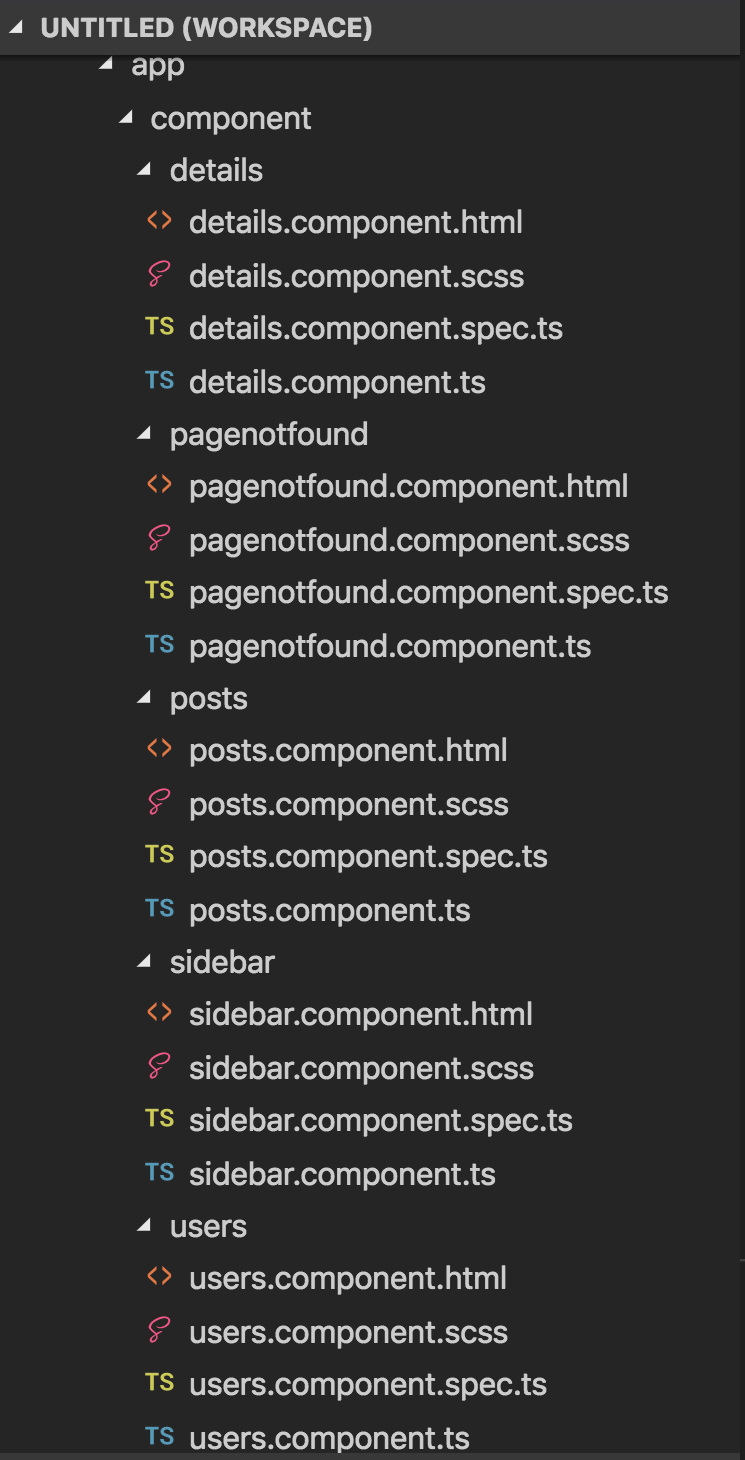 UNTITLED (WORKSPACE)
app
component
details
<> details.component.html
details.component.scss
TS details.component.spec.ts
TS details.component.ts
pagenotfound
<> pagenotfound.component.html
pagenotfound.component.scss
TS pagenotfound.component.spec.ts
TS pagenotfound.component.ts
posts
<> posts.component.html
posts.component.scss
TS posts.component.spec.ts
TS posts.component.ts
sidebar
<> sidebar.component.html
sidebar.component.scss
TS sidebar.component.spec.ts
TS sidebar.component.ts
users
<> users.component.html
users.component.scss
TS users.component.spec.ts
TS users.component.ts